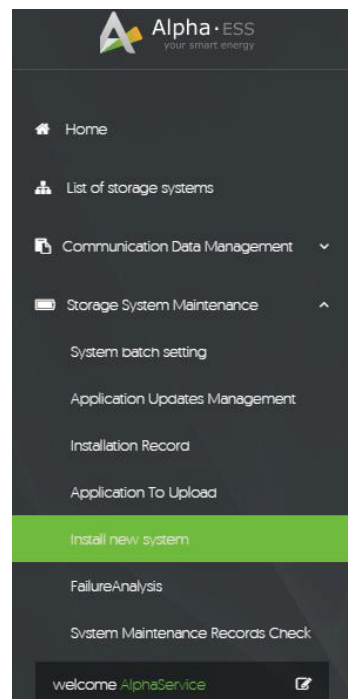 Alpha·ESS
your smart energy
Home
List of storage systems
Communication Data Management
Storage System Maintenance
System batch setting
Application Updates Management
Installation Record
Application To Upload
Install new system
FailureAnalysis
System Maintenance Records Check
welcome AlphaService